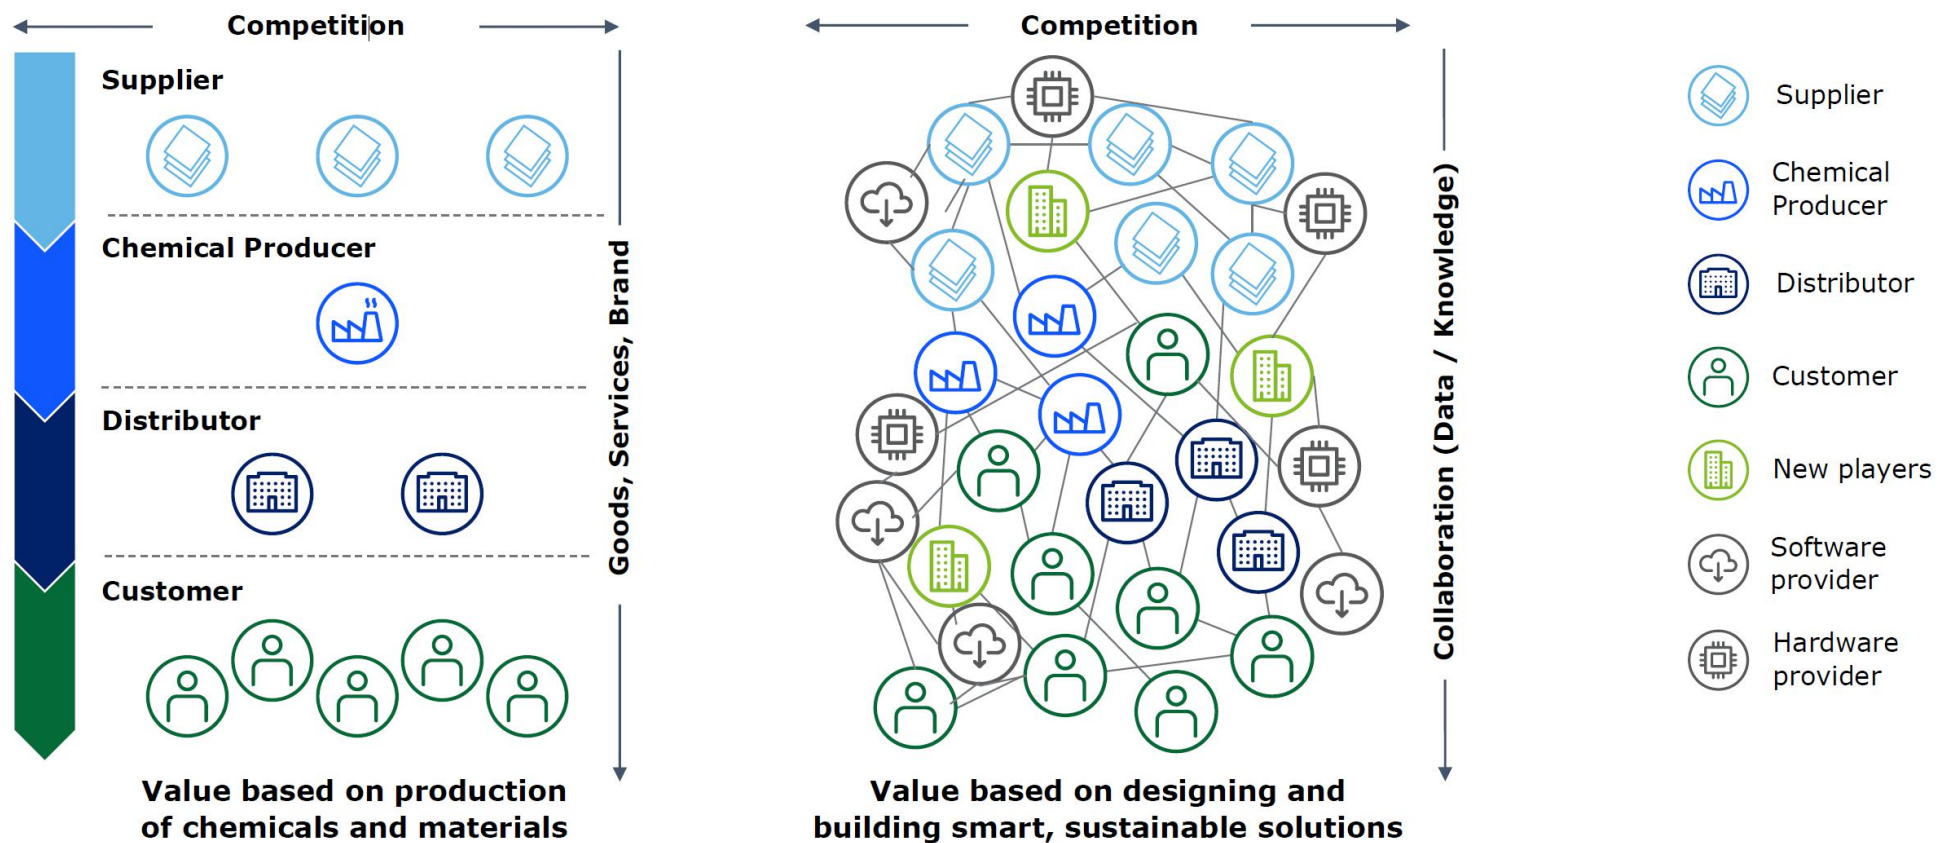 Competition
Supplier
Chemical Producer
Distributor
Customer
Goods, Services, Brand
Value based on production
of chemicals and materials
Competition
Collaboration (Data / Knowledge)
Value based on designing and
building smart, sustainable solutions
Supplier
Chemical
Producer
Distributor
Customer
New players
Software
provider
Hardware
provider